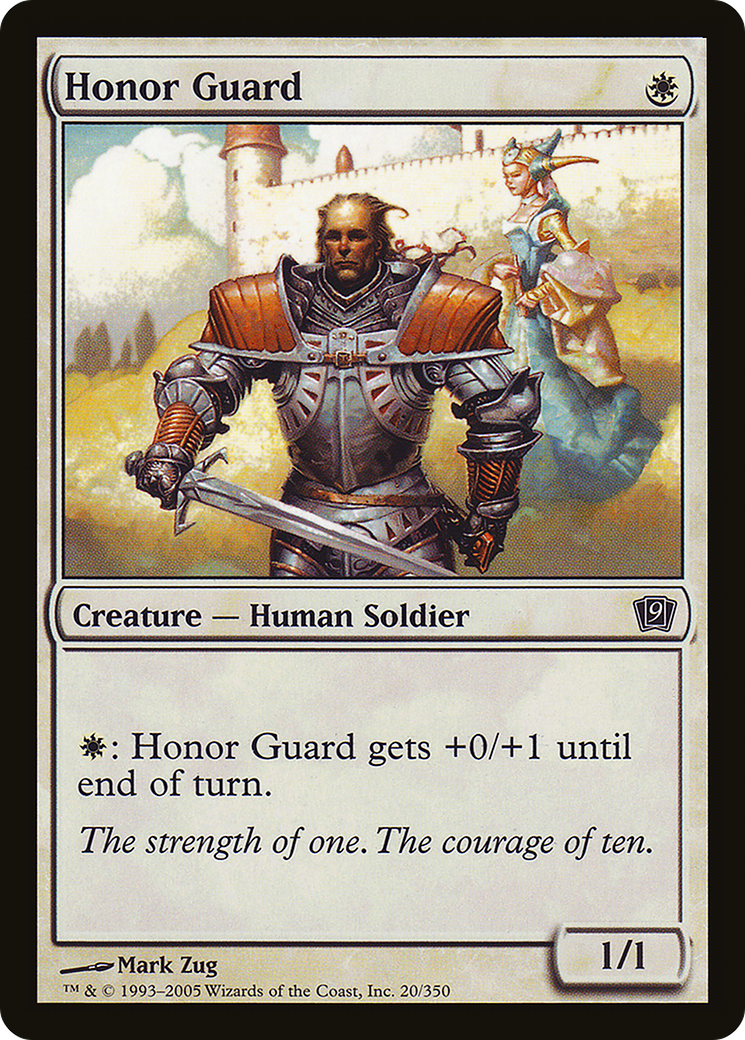 Honor Guard
Creature — Human Soldier
9
: Honor Guard gets +0/+1 until
end of turn.
The strength of one. The courage of ten.
1/1
Mark Zug
™ & © 1993–2005 Wizards of the Coast, Inc. 20/350